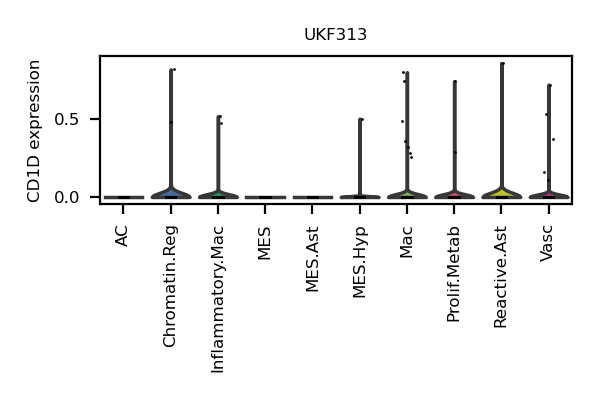 UKF313
CD1D expression
0.5
0.0
AC
Chromatin.Reg
Inflammatory.Mac
MES
MES.Ast
MES.Hyp
Mac
Prolif.Metab
Reactive.Ast
Vasc